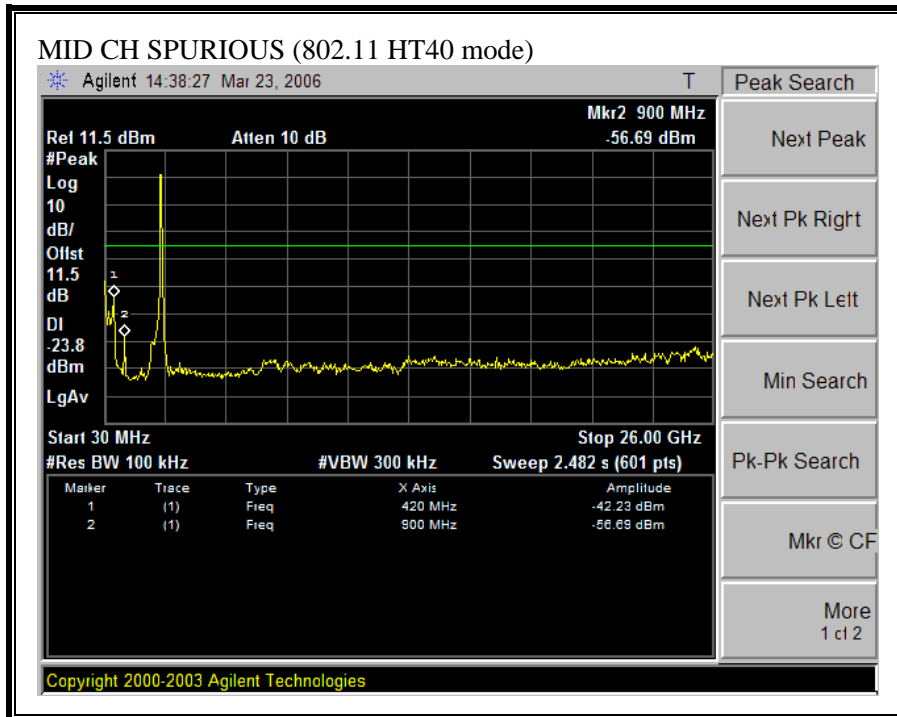 MID CH SPURIOUS (802.11 HT40 mode)
Agilent 14:38:27 Mar 23, 2006 T
Peak Search
Mkr2 900 MHz
Ref 11.5 dBm Atten 10 dB -56.69 dBm
#Peak
Log
10
dB/
Offst
11.5
dB
DI
-23.8
dBm
LgAv
1
2
Start 30 MHz Stop 26.00 GHz
#Res BW 100 kHz #VBW 300 kHz Sweep 2.482 s (601 pts)
Marker Trace Type X Axis Amplitude
1 (1) Freq 420 MHz -42.23 dBm
2 (1) Freq 900 MHz -56.69 dBm
Next Peak
Next Pk Right
Next Pk Left
Min Search
Pk-Pk Search
Mkr © CF
More
1 of 2
Copyright 2000-2003 Agilent Technologies